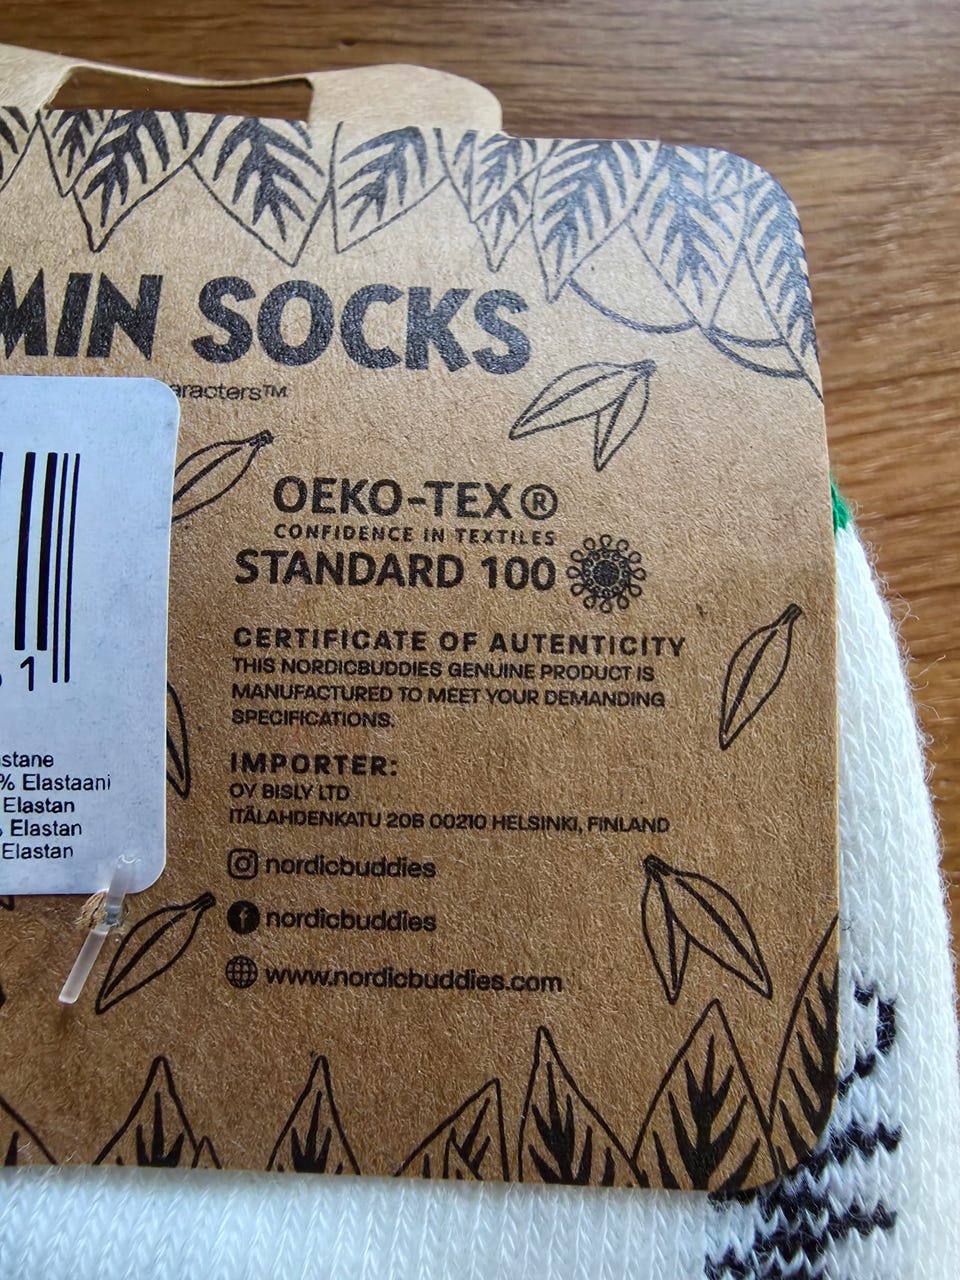 MIN SOCKS
aracters™
OEKO-TEX®
CONFIDENCE IN TEXTILES
STANDARD 100
CERTIFICATE OF AUTENTICITY
THIS NORDICBUDDIES GENUINE PRODUCT IS
MANUFACTURED TO MEET YOUR DEMANDING
SPECIFICATIONS.
IMPORTER:
OY BISLY LTD
ITÄLAHDENKATU 20B 00210 HELSINKI, FINLAND
nordicbuddies
nordicbuddies
www.nordicbuddies.com
1
stane
% Elastaani
Elastan
Elastan
Elastan